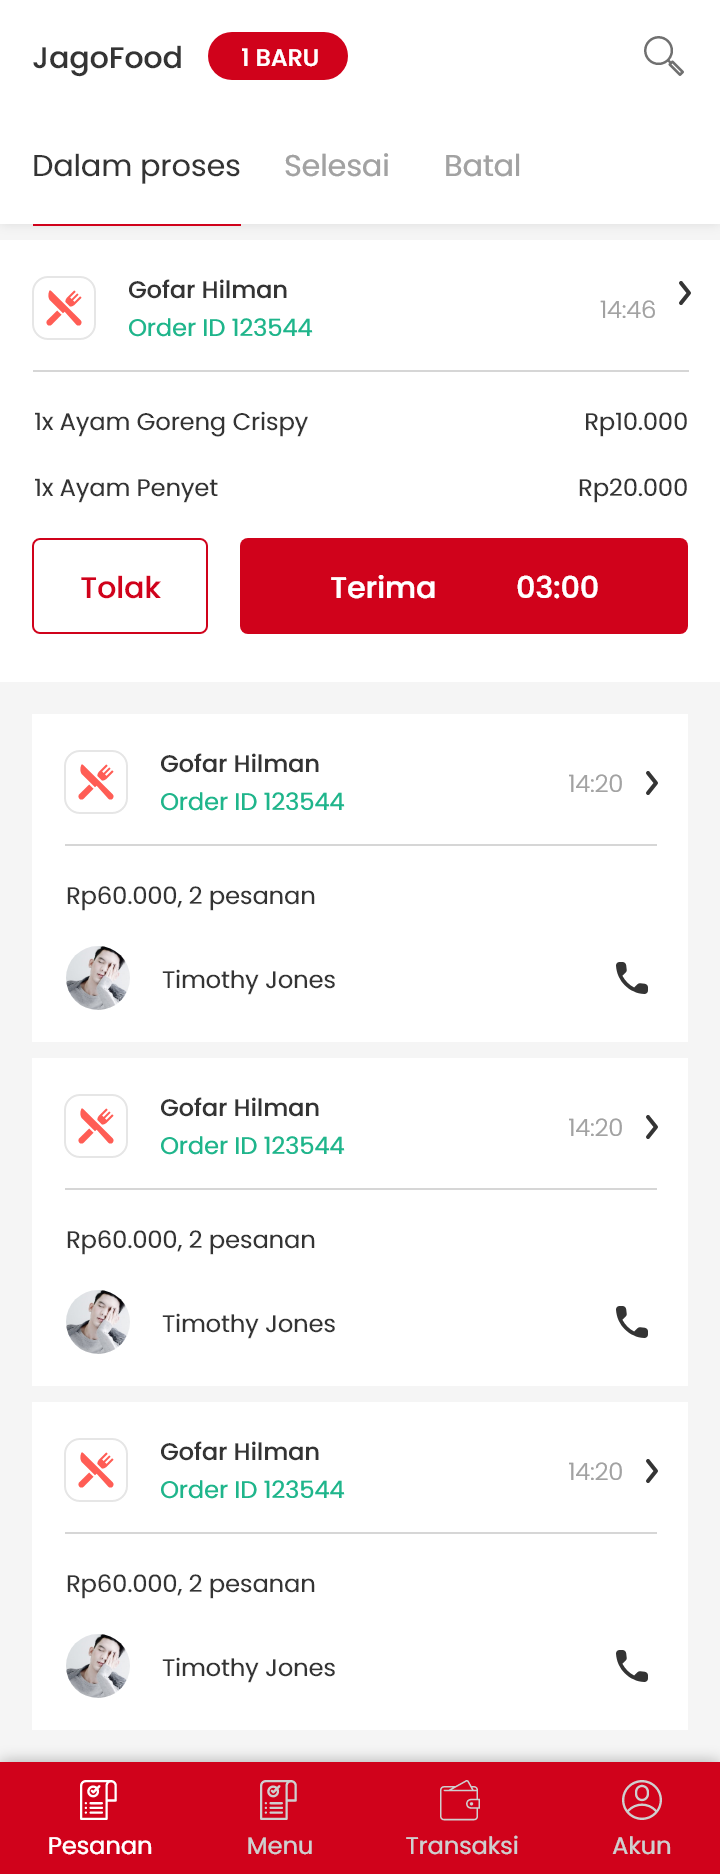 JagoFood 1 BARU
Dalam proses Selesai Batal
Gofar Hilman
Order ID 123544
14:46
1x Ayam Goreng Crispy Rp10.000
1x Ayam Penyet Rp20.000
Tolak Terima 03:00
Gofar Hilman
Order ID 123544
14:20
Rp60.000, 2 pesanan
Timothy Jones
Gofar Hilman
Order ID 123544
14:20
Rp60.000, 2 pesanan
Timothy Jones
Gofar Hilman
Order ID 123544
14:20
Rp60.000, 2 pesanan
Timothy Jones
Pesanan Menu Transaksi Akun